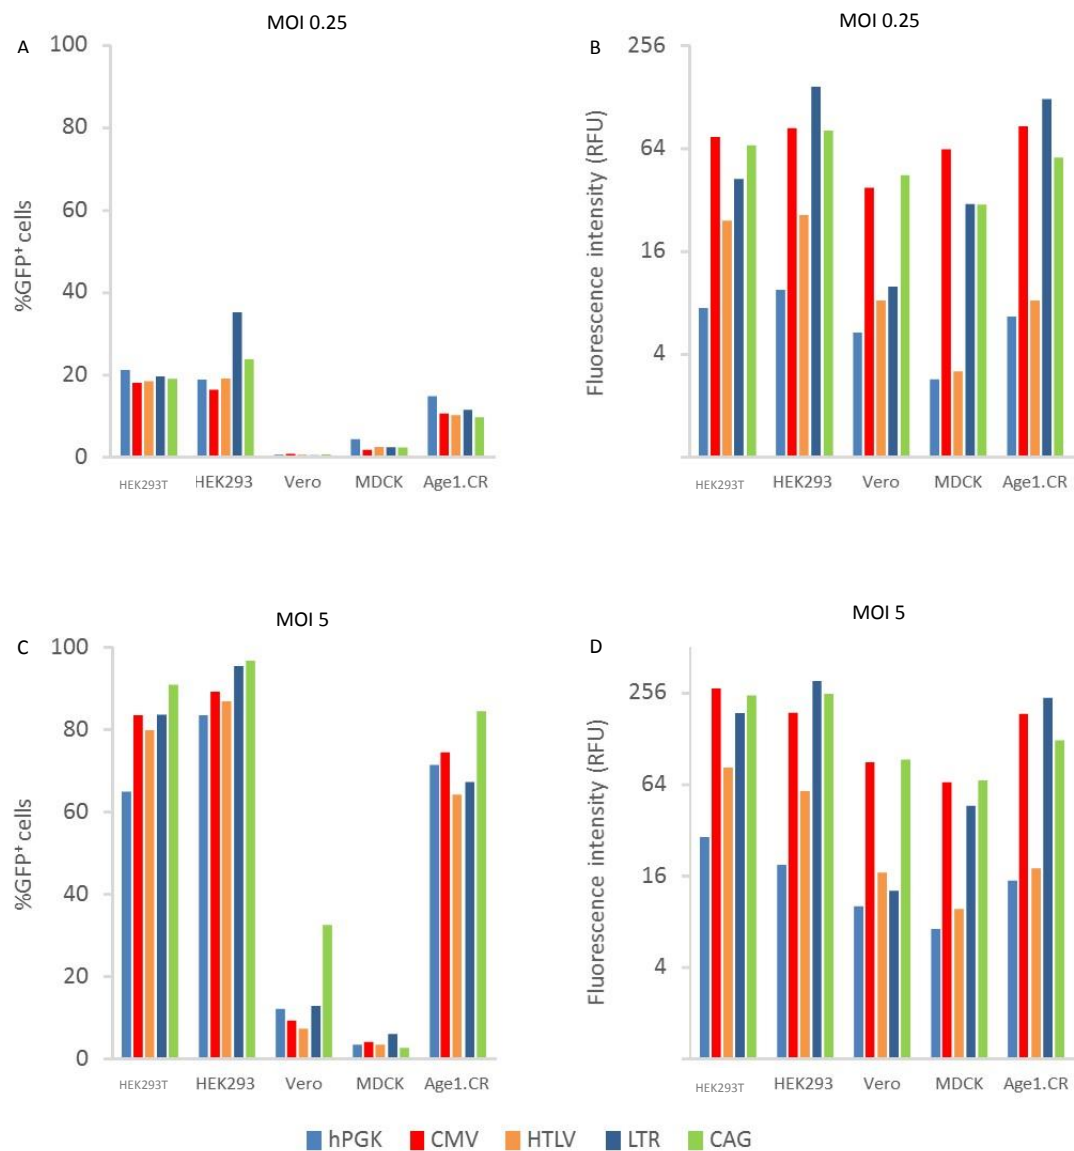 MOI 0.25
A
100
80
60
40
20
0
%GFP⁺ cells
HEK293T HEK293 Vero MDCK Age1.CR
MOI 0.25
B
256
64
16
4
Fluorescence intensity (RFU)
HEK293T HEK293 Vero MDCK Age1.CR
MOI 5
C
100
80
60
40
20
0
%GFP⁺ cells
HEK293T HEK293 Vero MDCK Age1.CR
MOI 5
D
256
64
16
4
Fluorescence intensity (RFU)
HEK293T HEK293 Vero MDCK Age1.CR
hPGK CMV HTLV LTR CAG